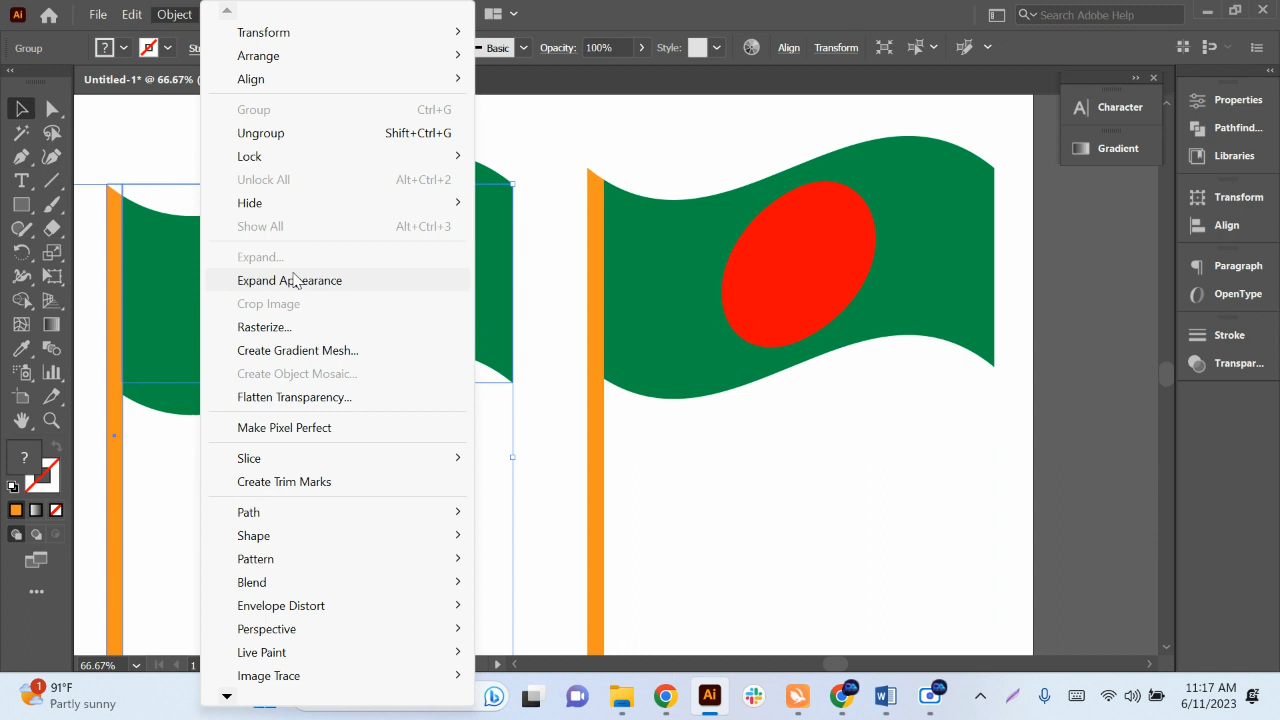 Ai File Edit Object Search Adobe Help
Group ? St Basic Opacity: 100% Style: Align Transform
Untitled-1* @ 66.67% (
Transform
Arrange
Align
Group Ctrl+G
Ungroup Shift+Ctrl+G
Lock
Unlock All Alt+Ctrl+2
Hide
Show All Alt+Ctrl+3
Expand...
Expand Appearance
Crop Image
Rasterize...
Create Gradient Mesh...
Create Object Mosaic...
Flatten Transparency...
Make Pixel Perfect
Slice
Create Trim Marks
Path
Shape
Pattern
Blend
Envelope Distort
Perspective
Live Paint
Image Trace
Character
Gradient
Properties
Pathfind...
Libraries
Transform
Align
Paragraph
OpenType
Stroke
Transpar...
?
66.67% 1
1 91°F
Partly sunny
Ai
11:17 AM
6/11/2023